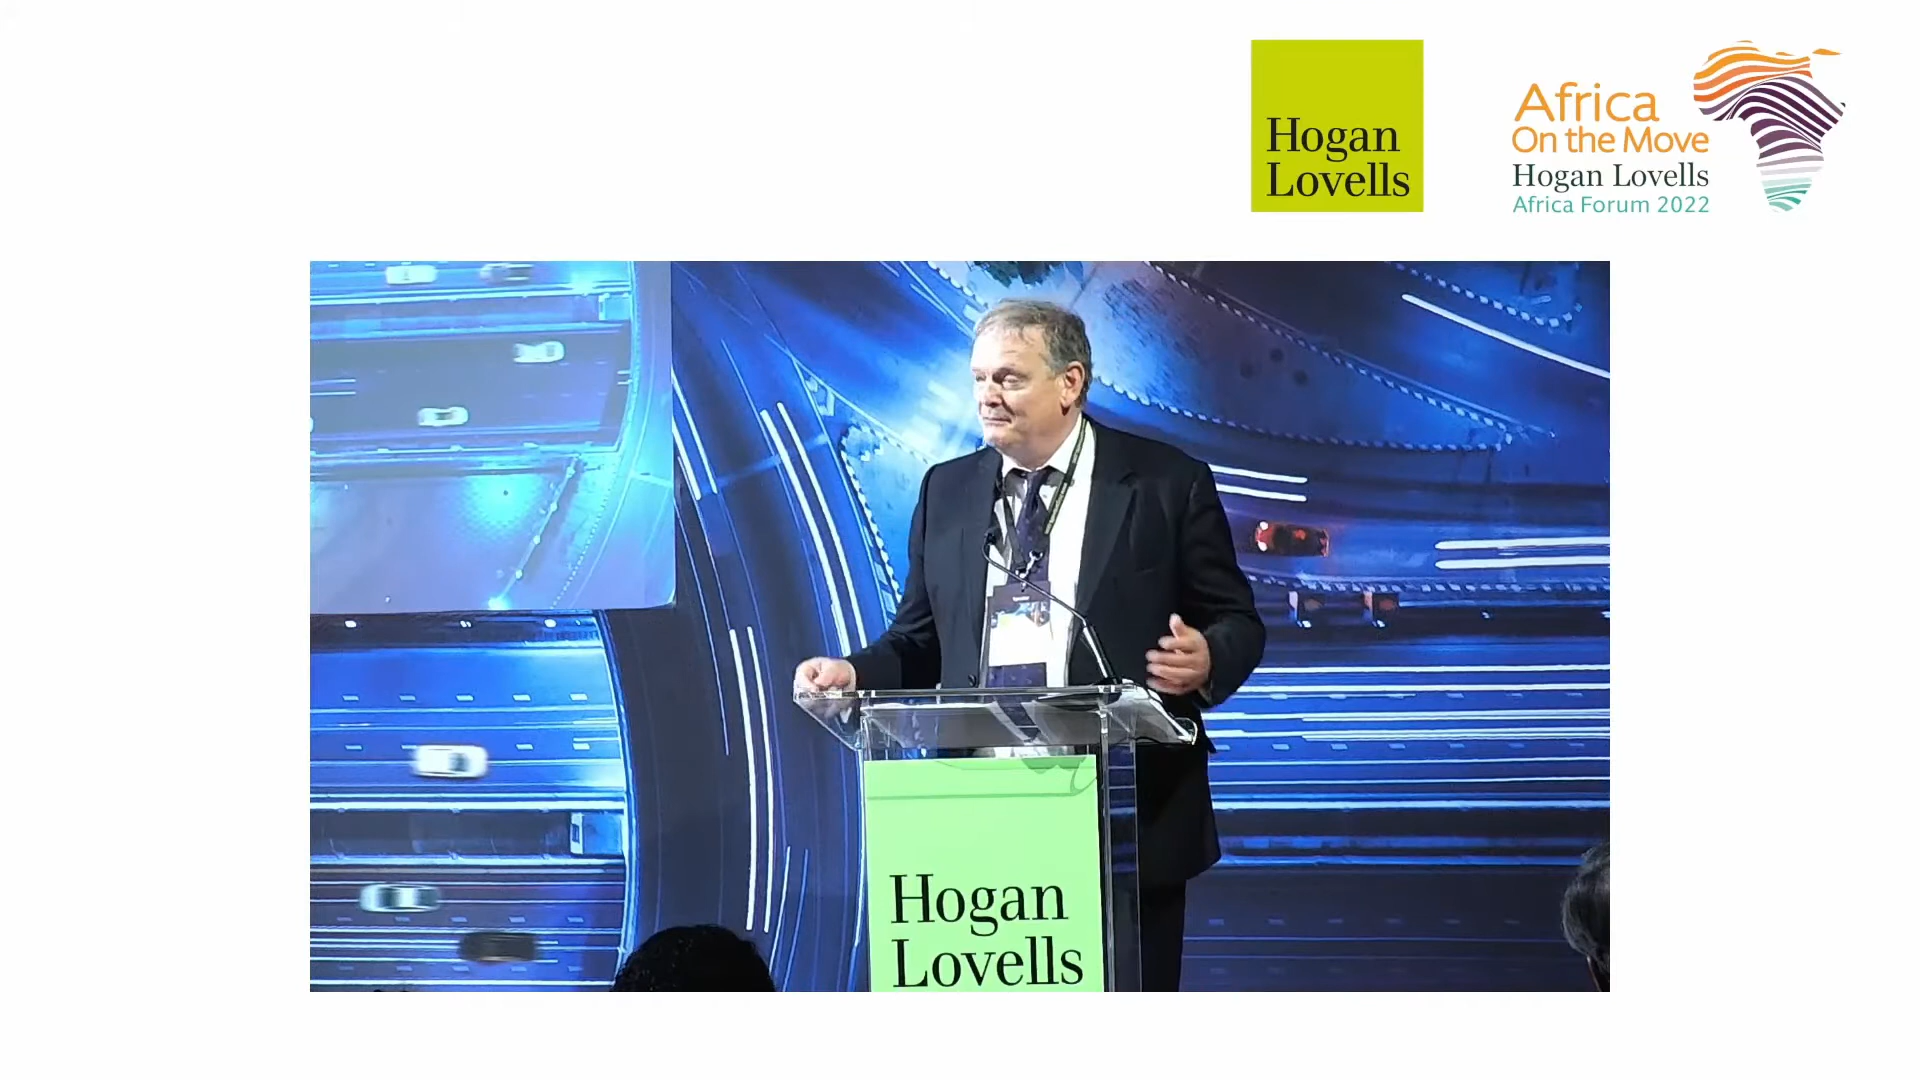 Hogan
Lovells
Africa
On the Move
Hogan Lovells
Africa Forum 2022
Hogan
Lovells